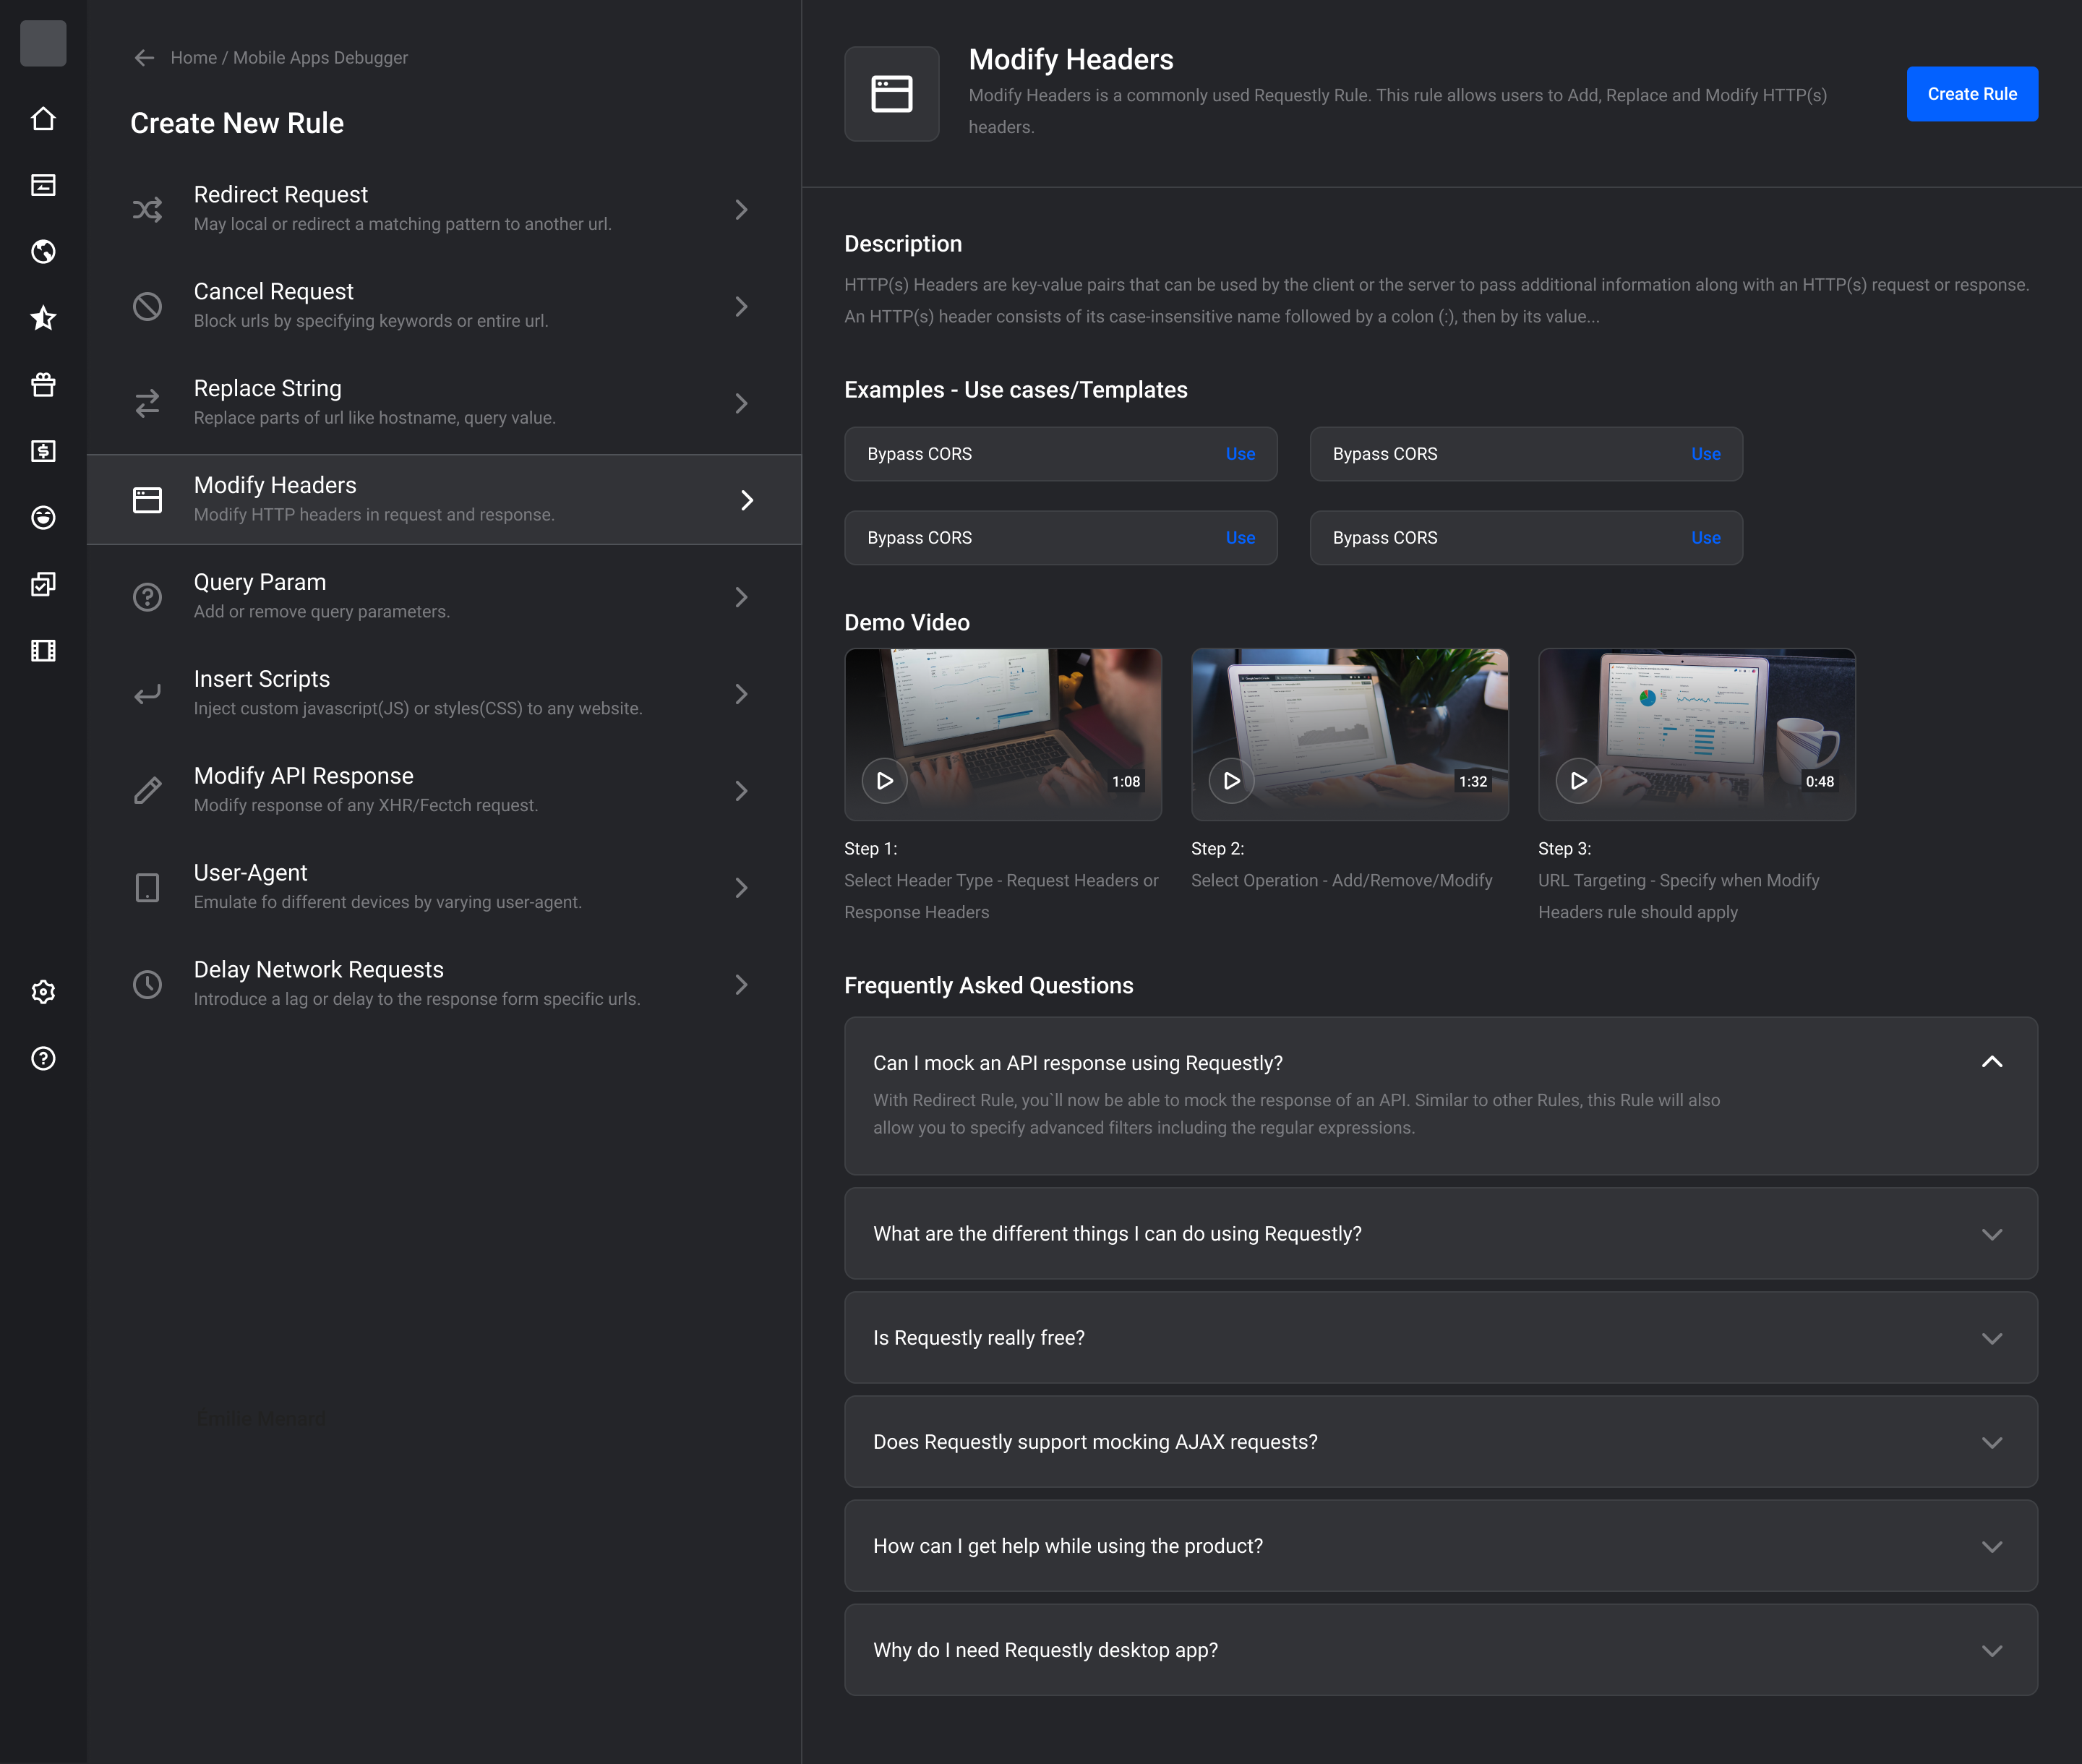 Home / Mobile Apps Debugger
Create New Rule
Redirect Request
May local or redirect a matching pattern to another url.
Cancel Request
Block urls by specifying keywords or entire url.
Replace String
Replace parts of url like hostname, query value.
Modify Headers
Modify HTTP headers in request and response.
Query Param
Add or remove query parameters.
Insert Scripts
Inject custom javascript(JS) or styles(CSS) to any website.
Modify API Response
Modify response of any XHR/Fectch request.
User-Agent
Emulate fo different devices by varying user-agent.
Delay Network Requests
Introduce a lag or delay to the response form specific urls.
Emilie Menard
Modify Headers
Modify Headers is a commonly used Requestly Rule. This rule allows users to Add, Replace and Modify HTTP(s)
headers.
Create Rule
Description
HTTP(s) Headers are key-value pairs that can be used by the client or the server to pass additional information along with an HTTP(s) request or response.
An HTTP(s) header consists of its case-insensitive name followed by a colon (:), then by its value...
Examples - Use cases/Templates
Bypass CORS Use
Bypass CORS Use
Bypass CORS Use
Bypass CORS Use
Demo Video
1:08
1:32
0:48
Step 1:
Select Header Type - Request Headers or
Response Headers
Step 2:
Select Operation - Add/Remove/Modify
Step 3:
URL Targeting - Specify when Modify
Headers rule should apply
Frequently Asked Questions
Can I mock an API response using Requestly?
With Redirect Rule, you`ll now be able to mock the response of an API. Similar to other Rules, this Rule will also
allow you to specify advanced filters including the regular expressions.
What are the different things I can do using Requestly?
Is Requestly really free?
Does Requestly support mocking AJAX requests?
How can I get help while using the product?
Why do I need Requestly desktop app?